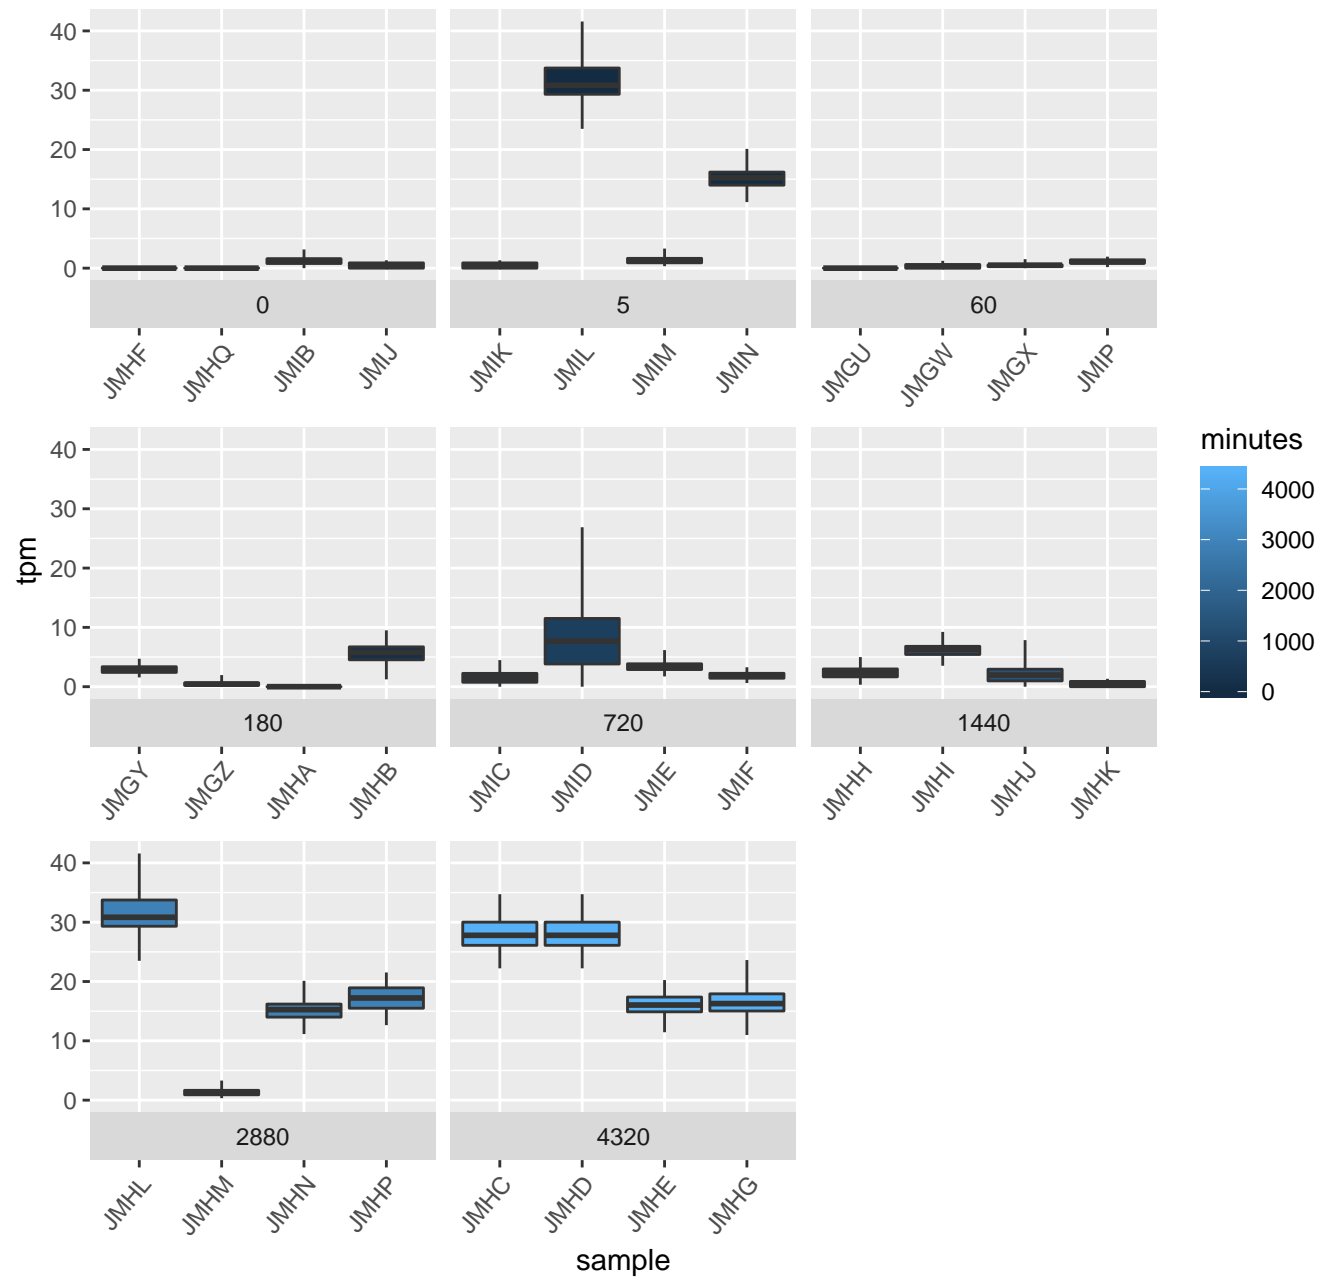 40
30
20
10
0
0
5
60
JMHF
JMHQ
JMIB
JMIJ
JMIK
JMIL
JMIM
JMIN
JMGU
JMGW
JMGX
JMIP
tpm
40
30
20
10
0
180
720
1440
JMGY
JMGZ
JMHA
JMHB
JMIC
JMID
JMIE
JMIF
JMHH
JMHI
JMHJ
JMHK
minutes
4000
3000
2000
1000
0
40
30
20
10
0
2880
4320
JMHL
JMHM
JMHN
JMHP
JMHC
JMHD
JMHE
JMHG
sample